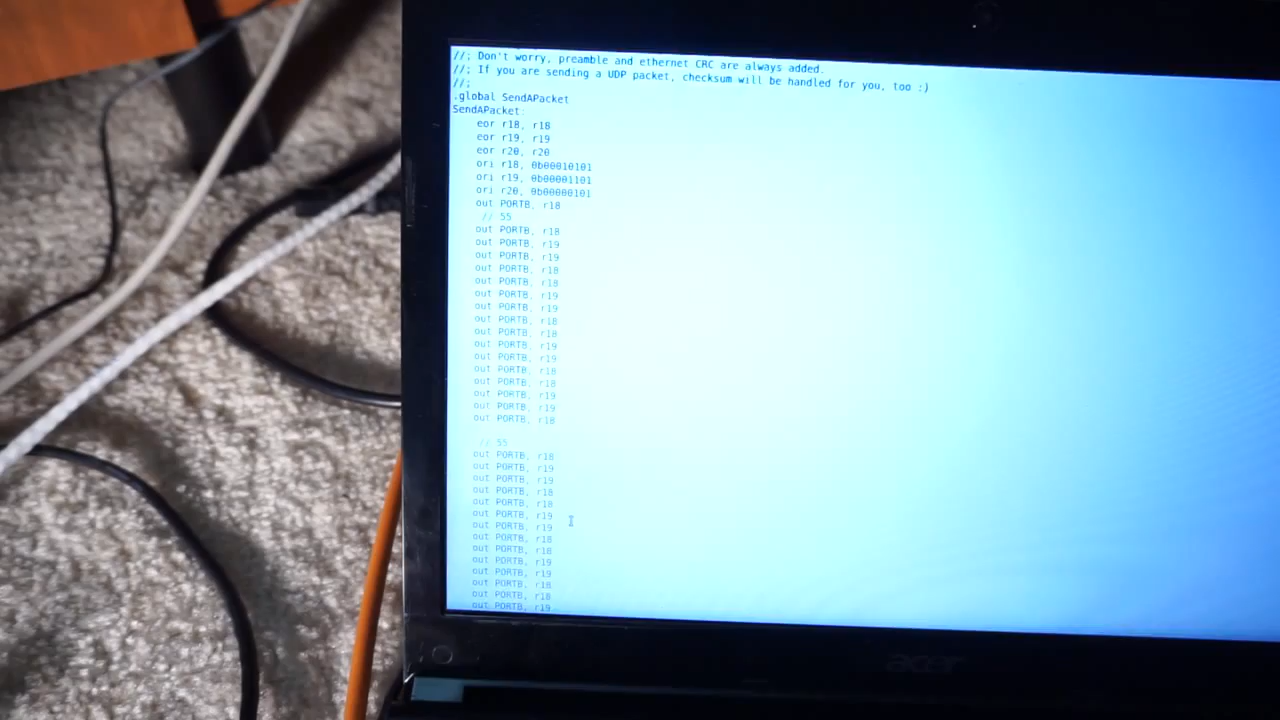 //; Don't worry, preamble and ethernet CRC are always added.
//; If you are sending a UDP packet, checksum will be handled for you, too :)
//;
.global SendAPacket
SendAPacket:
eor r18, r18
eor r19, r19
eor r20, r20
ori r18, 0b00010101
ori r19, 0b00001101
ori r20, 0b00000101
out PORTB, r18
// 55
out PORTB, r18
out PORTB, r19
out PORTB, r19
out PORTB, r18
out PORTB, r18
out PORTB, r19
out PORTB, r19
out PORTB, r18
out PORTB, r18
out PORTB, r19
out PORTB, r19
out PORTB, r18
out PORTB, r18
out PORTB, r19
out PORTB, r19
out PORTB, r18
// 55
out PORTB, r18
out PORTB, r19
out PORTB, r19
out PORTB, r18
out PORTB, r18
out PORTB, r19
out PORTB, r19
out PORTB, r18
out PORTB, r18
out PORTB, r19
out PORTB, r19
out PORTB, r18
out PORTB, r18
out PORTB, r19
acer